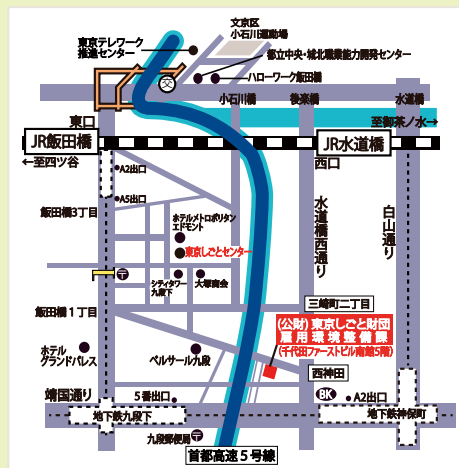 文京区
小石川運動場
東京テレワーク
推進センター
都立中央・城北職業能力開発センター
交
ハローワーク飯田橋
小石川橋
後楽橋
水道橋
東口
至御茶ノ水→
JR飯田橋
JR水道橋
←至四ツ谷
西口
A2出口
A5出口
飯田橋3丁目
ホテルメトロポリタン
エドモント
東京しごとセンター
水道橋西通り
白山通り
〒
シティタワー
九段下
大塚商会
飯田橋1丁目
三崎町二丁目
(公財)東京しごと財団
雇用環境整備課
(千代田ファーストビル南館5階)
ホテル
グランドパレス
ベルサール九段
西神田
靖国通り
5番出口
BK
A2出口
地下鉄九段下
地下鉄神保町
九段郵便局〒
首都高速5号線